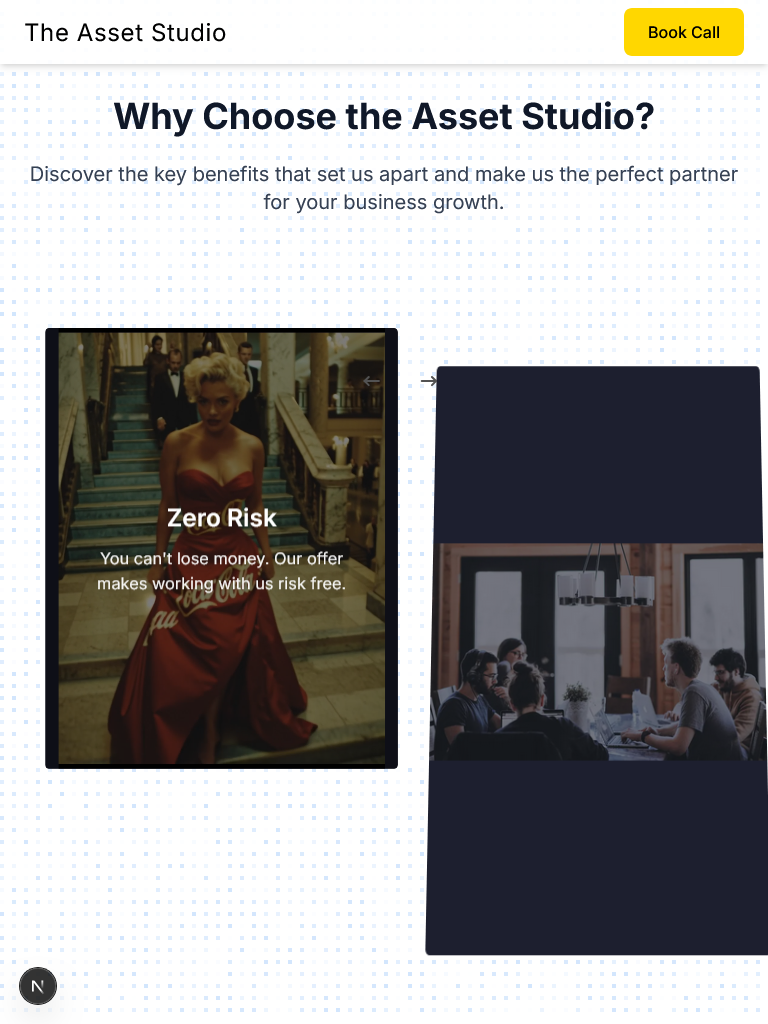 The Asset Studio
Book Call
Why Choose the Asset Studio?
Discover the key benefits that set us apart and make us the perfect partner
for your business growth.
←
→
Zero Risk
You can't lose money. Our offer
makes working with us risk free.
Coca-Cola
N